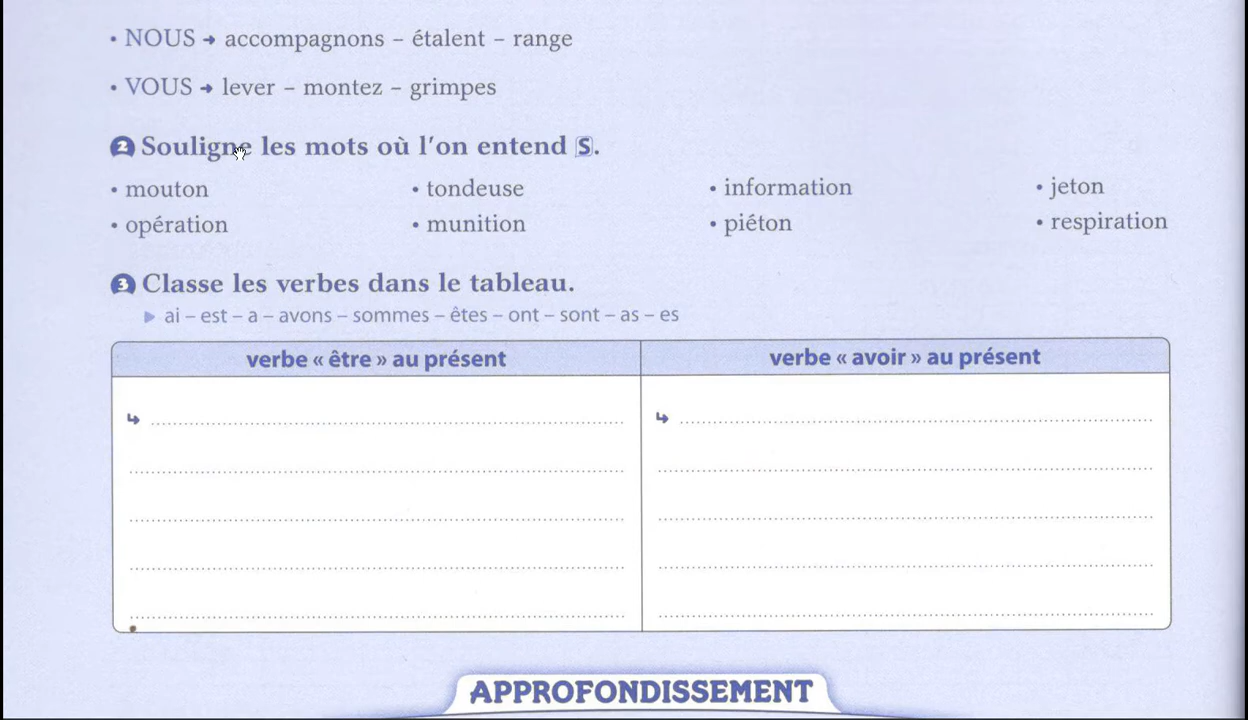 • NOUS → accompagnons – étalent – range
• VOUS → lever – montez – grimpes
2 Souligne les mots où l'on entend S.
• mouton • tondeuse • information • jeton
• opération • munition • piéton • respiration
3 Classe les verbes dans le tableau.
▶ ai – est – a – avons – sommes – êtes – ont – sont – as – es
verbe « être » au présent verbe « avoir » au présent
APPROFONDISSEMENT